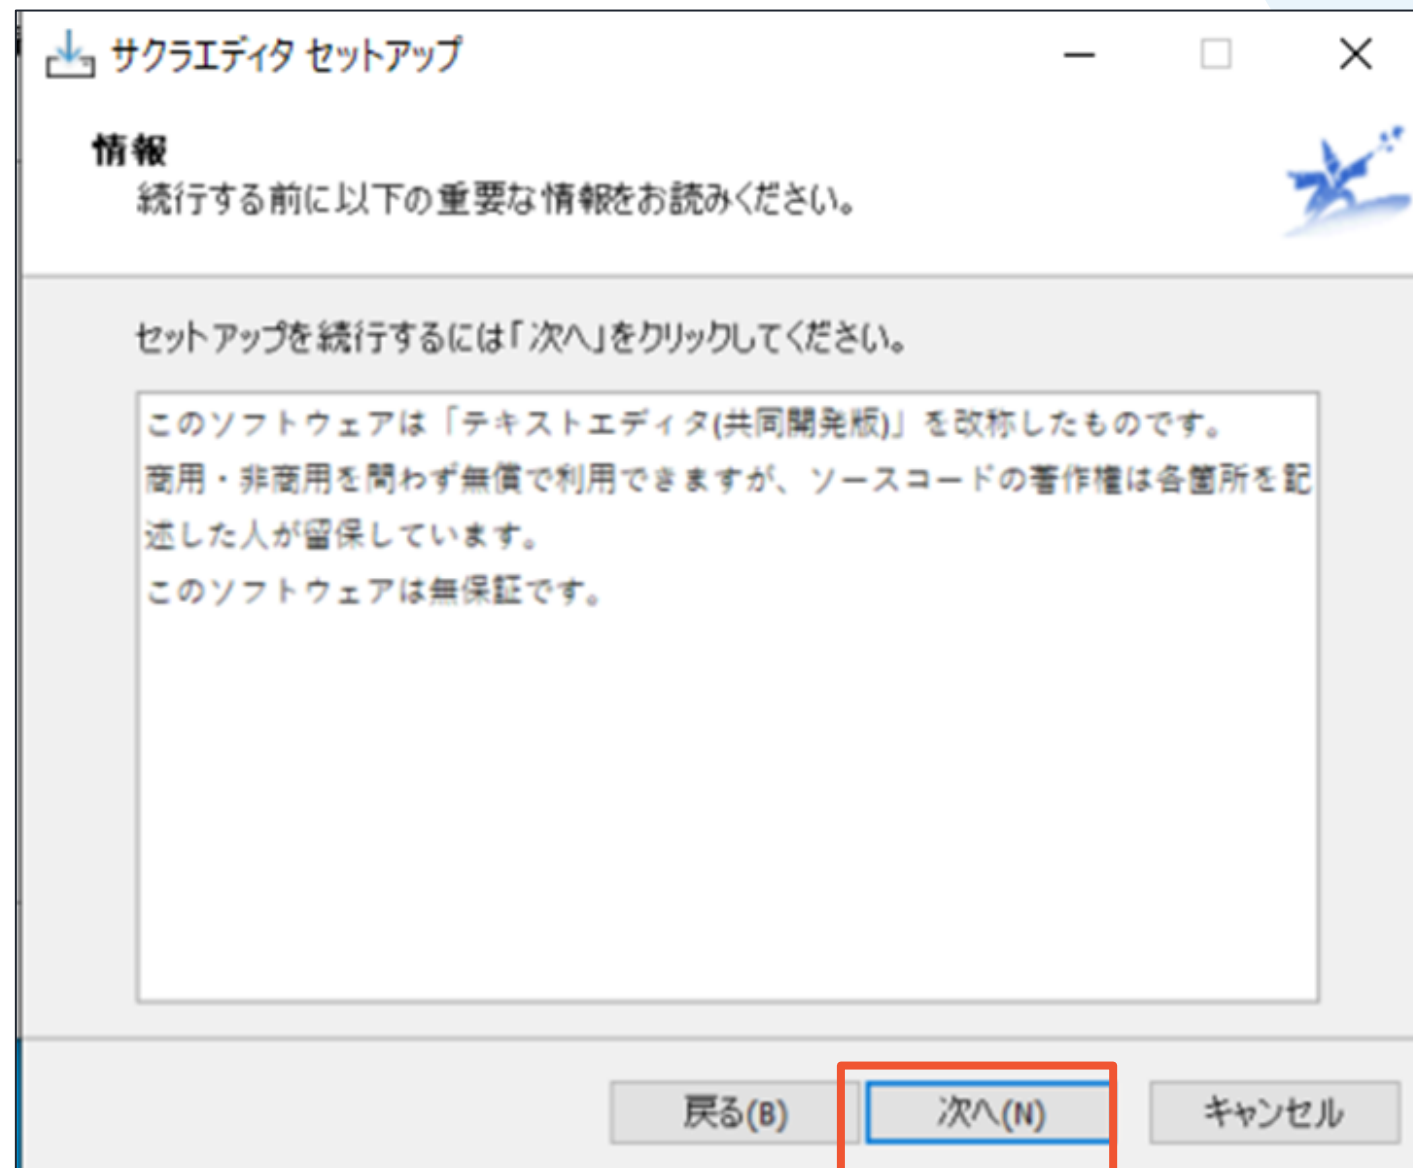 サクラエディタ セットアップ
情報
続行する前に以下の重要な情報をお読みください。
セットアップを続行するには「次へ」をクリックしてください。
このソフトウェアは「テキストエディタ(共同開発版)」を改称したものです。
商用・非商用を問わず無償で利用できますが、ソースコードの著作権は各箇所を記
述した人が留保しています。
このソフトウェアは無保証です。
戻る(B) 次へ(N) キャンセル